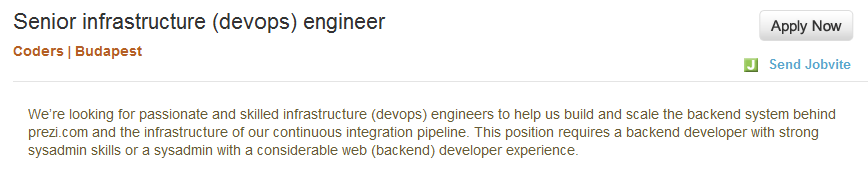 Senior infrastructure (devops) engineer
Apply Now
Coders | Budapest
J Send Jobvite
We're looking for passionate and skilled infrastructure (devops) engineers to help us build and scale the backend system behind
prezi.com and the infrastructure of our continuous integration pipeline. This position requires a backend developer with strong
sysadmin skills or a sysadmin with a considerable web (backend) developer experience.